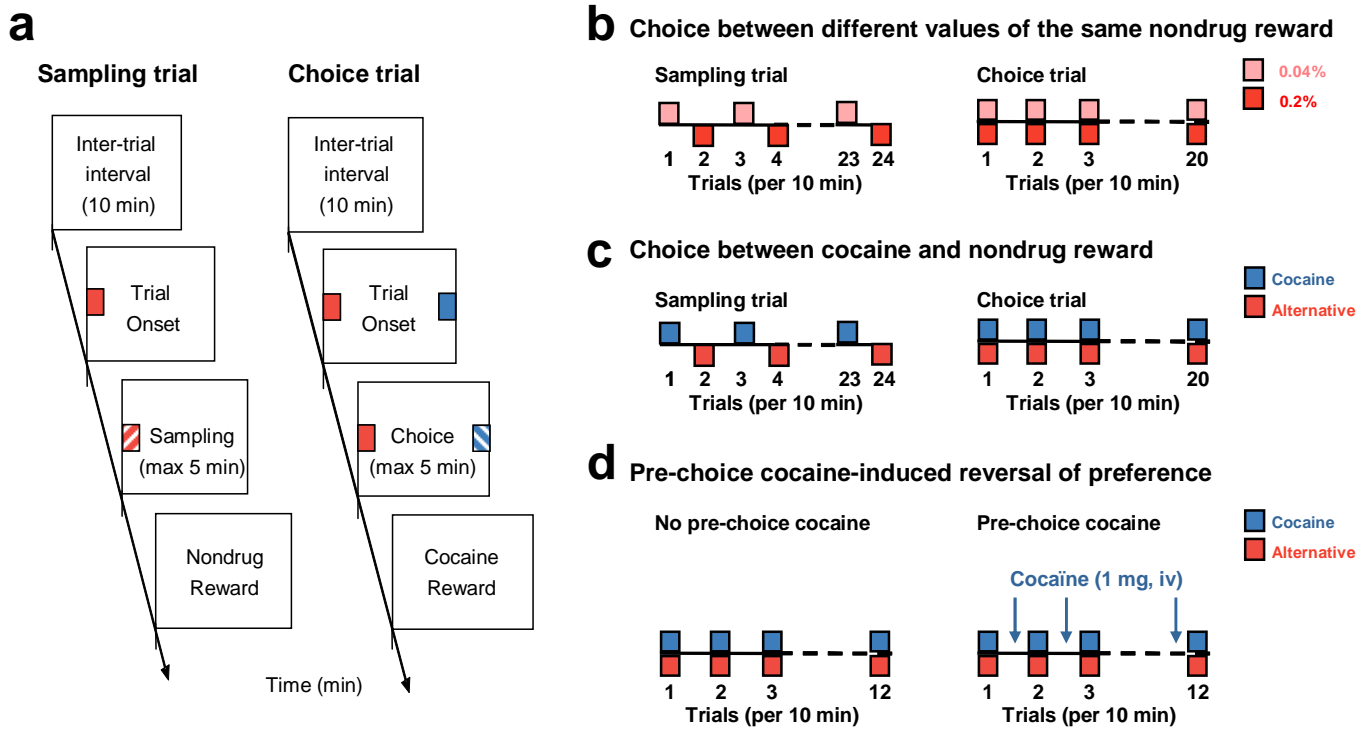 a
Sampling trial
Choice trial
Inter-trial
interval
(10 min)
Trial
Onset
Sampling
(max 5 min)
Nondrug
Reward
Inter-trial
interval
(10 min)
Trial
Onset
Choice
(max 5 min)
Cocaine
Reward
Time (min)
b Choice between different values of the same nondrug reward
Sampling trial
1 2 3 4 23 24
Trials (per 10 min)
Choice trial
1 2 3 20
Trials (per 10 min)
0.04%
0.2%
c Choice between cocaine and nondrug reward
Sampling trial
1 2 3 4 23 24
Trials (per 10 min)
Choice trial
1 2 3 20
Trials (per 10 min)
Cocaine
Alternative
d Pre-choice cocaine-induced reversal of preference
No pre-choice cocaine
1 2 3 12
Trials (per 10 min)
Pre-choice cocaine
Cocaïne (1 mg, iv)
1 2 3 12
Trials (per 10 min)
Cocaine
Alternative